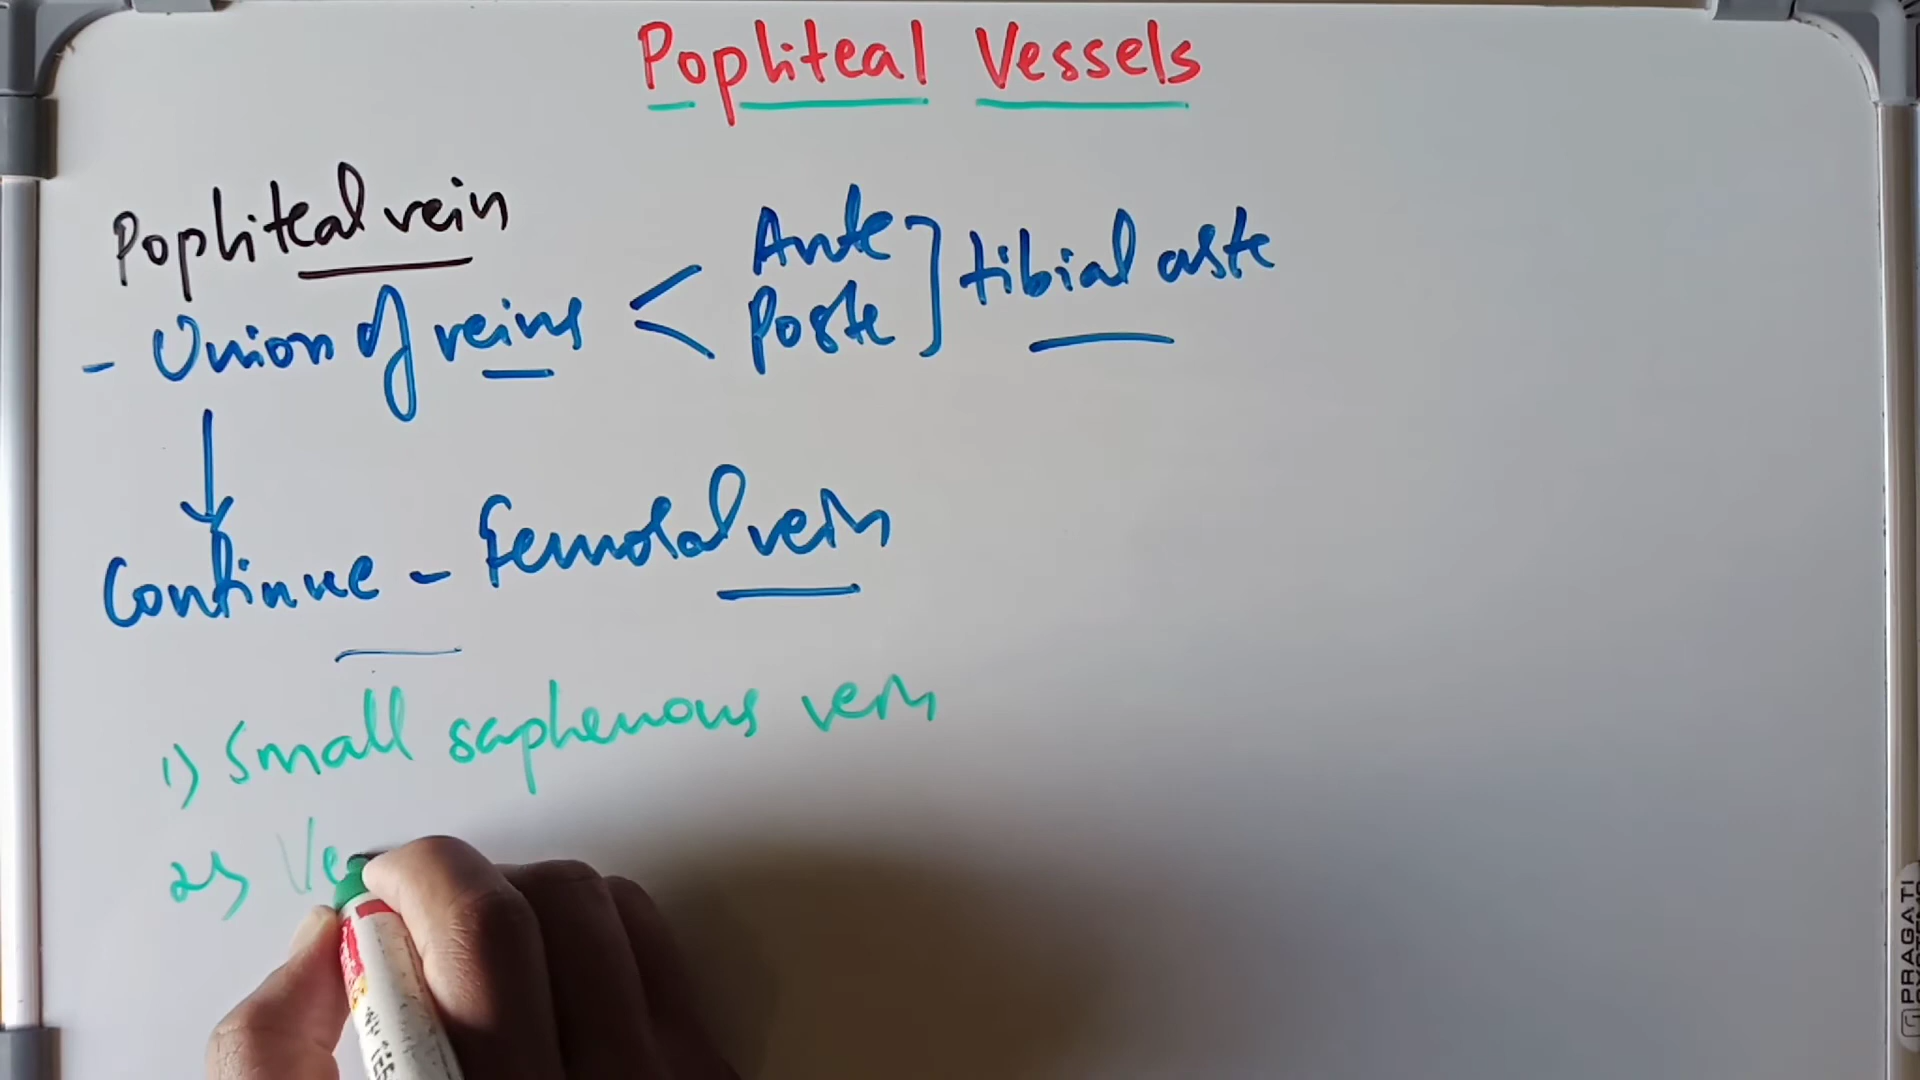 Popliteal Vessels
Popliteal vein
- Union of veins < Ante Poste ] tibial arte
Continue - Femoral vein
1) Small saphenous vein
2) Ve
PRAGATI